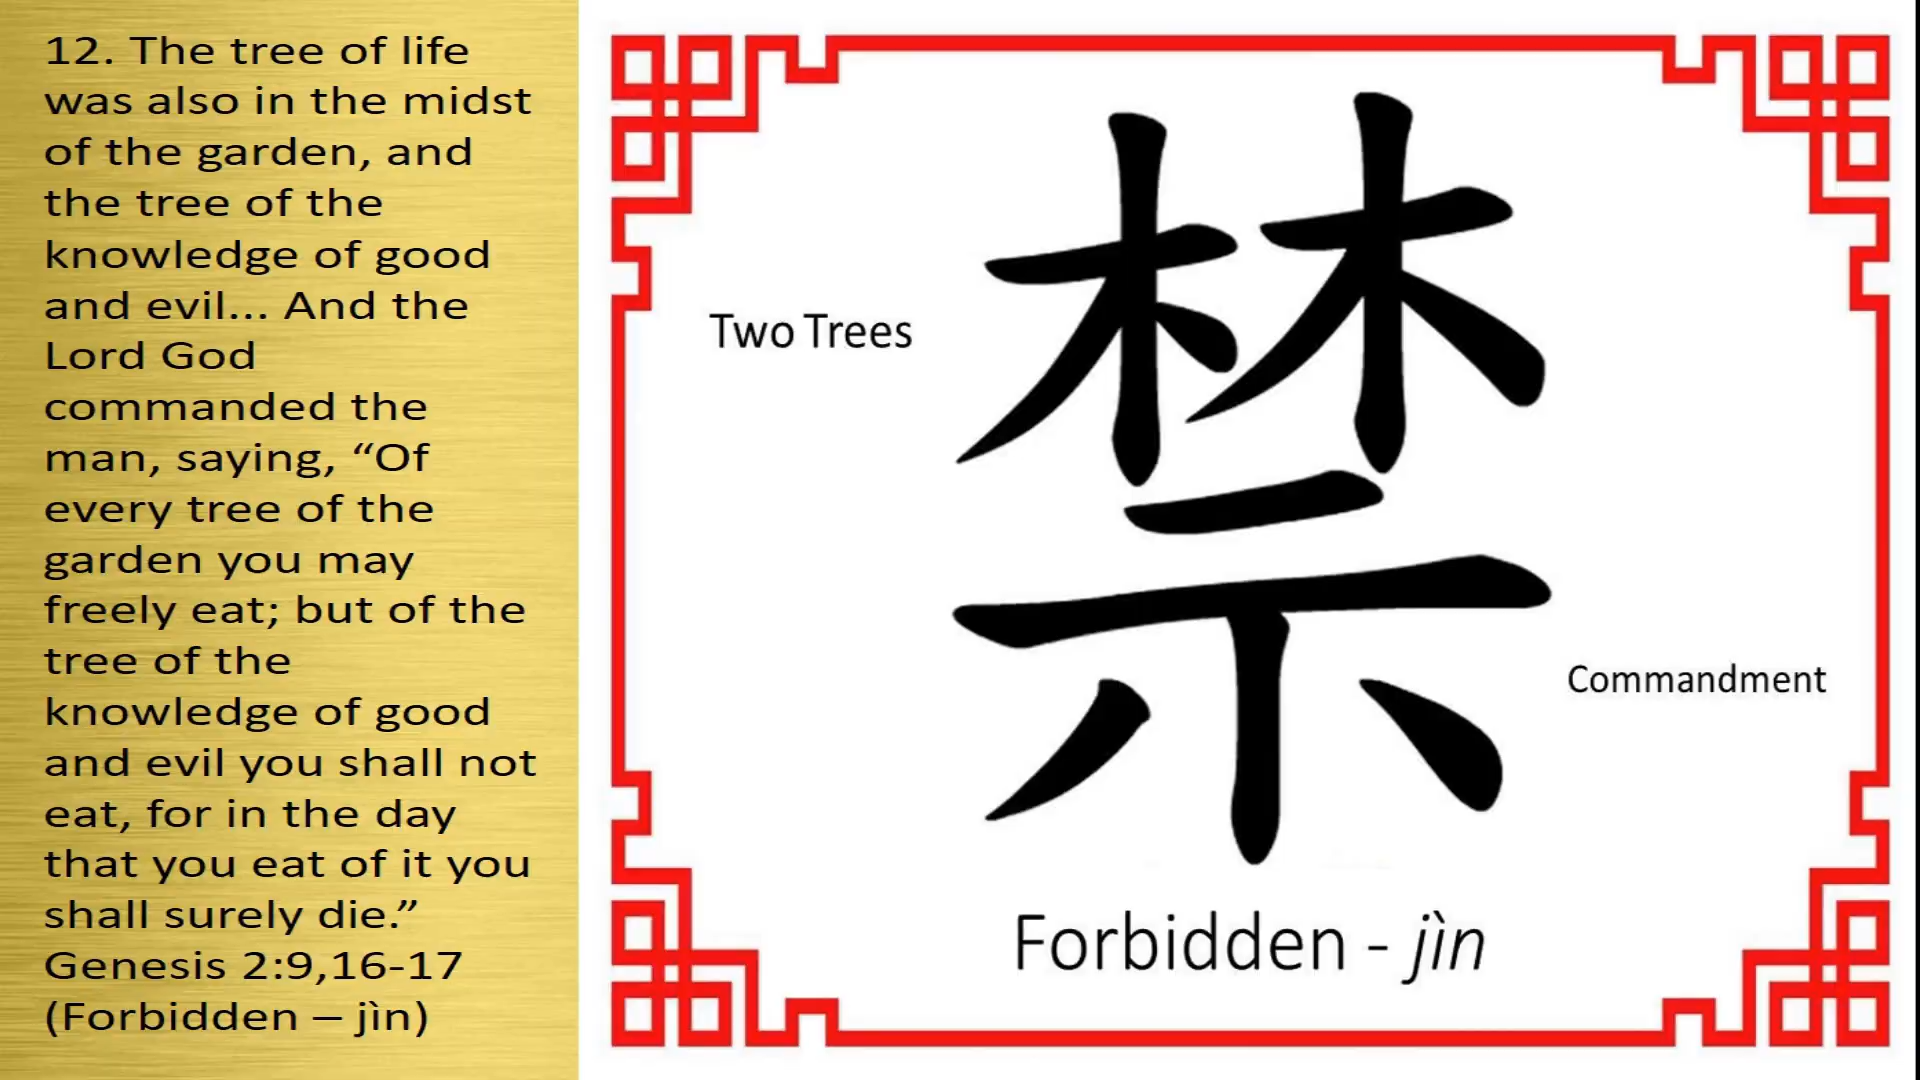 12. The tree of life
was also in the midst
of the garden, and
the tree of the
knowledge of good
and evil... And the
Lord God
commanded the
man, saying, “Of
every tree of the
garden you may
freely eat; but of the
tree of the
knowledge of good
and evil you shall not
eat, for in the day
that you eat of it you
shall surely die.”
Genesis 2:9,16-17
(Forbidden – jìn)
禁
Two Trees
Commandment
Forbidden - jìn